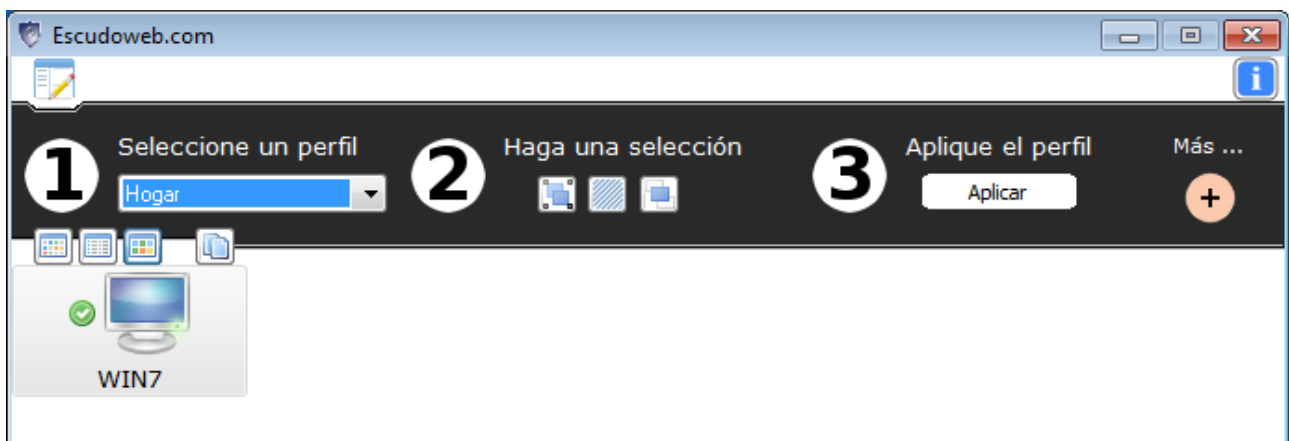 Escudoweb.com
i
1
Seleccione un perfil
Hogar
2
Haga una selección
3
Aplique el perfil
Aplicar
Más ...
+
WIN7